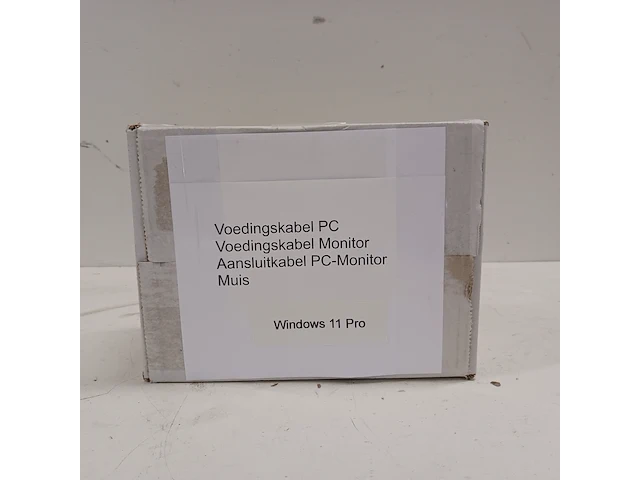 Voedingskabel PC
Voedingskabel Monitor
Aansluitkabel PC-Monitor
Muis
Windows 11 Pro